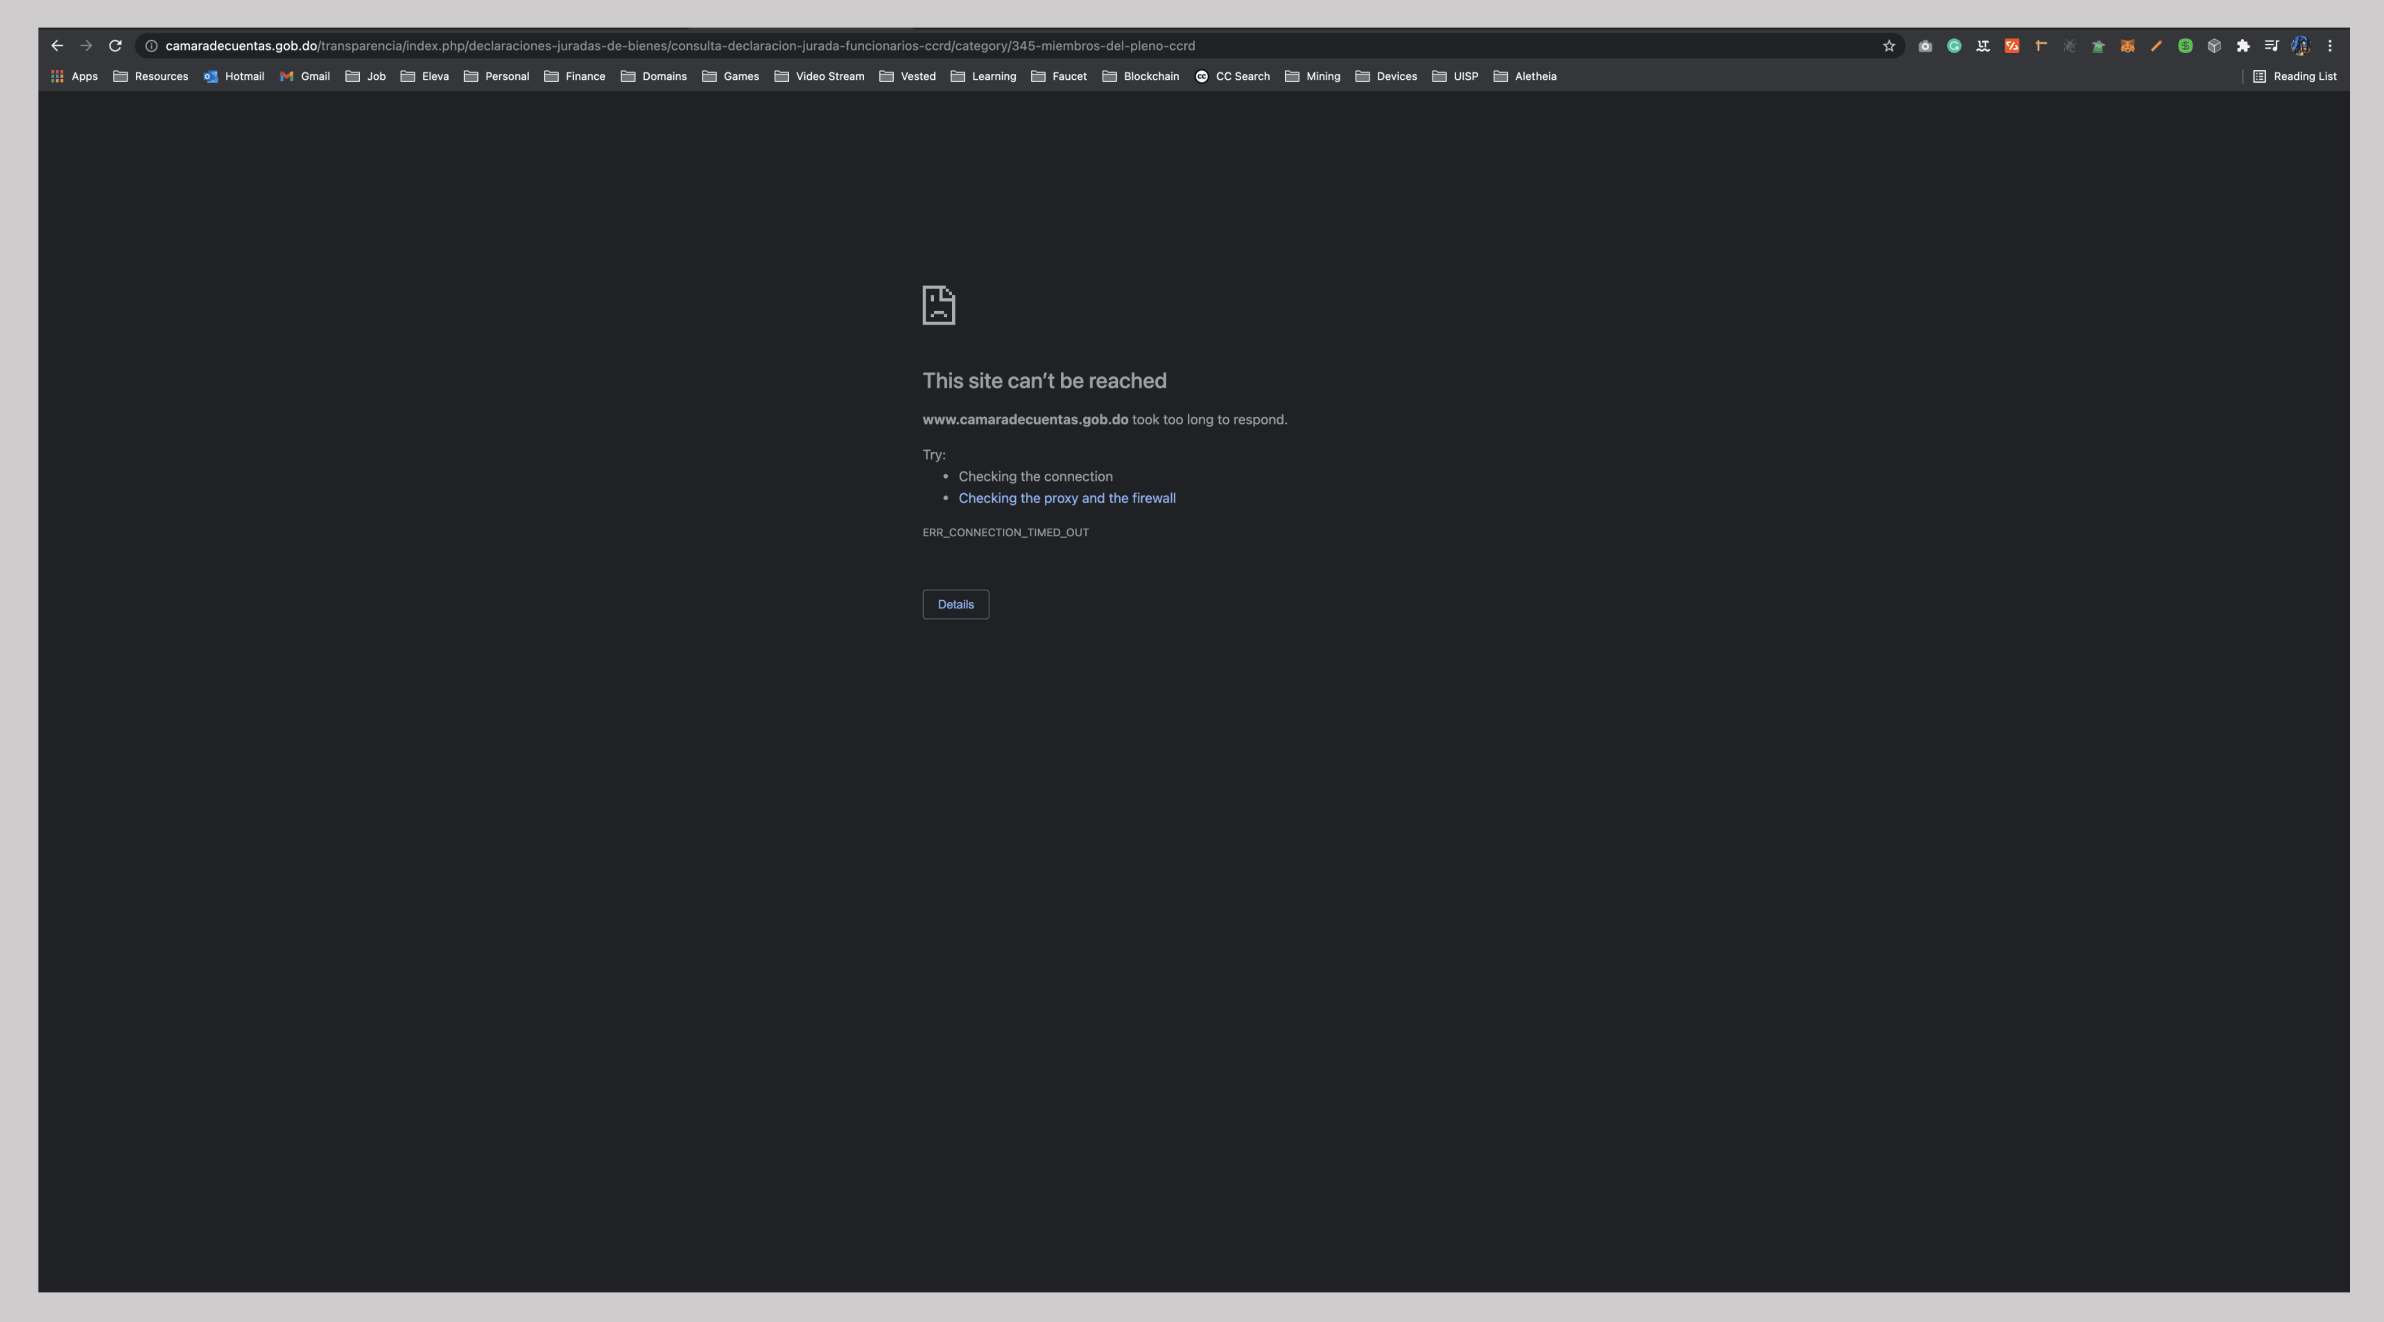 camaradecuentas.gob.do/transparencia/index.php/declaraciones-juradas-de-bienes/consulta-declaracion-jurada-funcionarios-ccrd/category/345-miembros-del-pleno-ccrd
Apps Resources Hotmail Gmail Job Eleva Personal Finance Domains Games Video Stream Vested Learning Faucet Blockchain CC Search Mining Devices UISP Aletheia Reading List
This site can’t be reached
www.camaradecuentas.gob.do took too long to respond.
Try:
• Checking the connection
• Checking the proxy and the firewall
ERR_CONNECTION_TIMED_OUT
Details